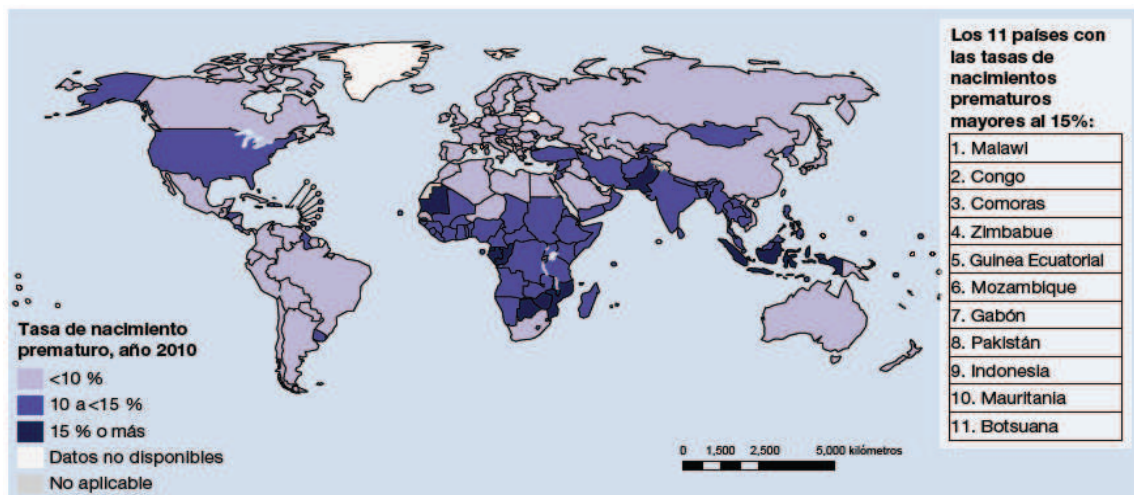 Los 11 países con
las tasas de
nacimientos
prematuros
mayores al 15%:
1. Malawi
2. Congo
3. Comoras
4. Zimbabue
5. Guinea Ecuatorial
6. Mozambique
7. Gabón
8. Pakistán
9. Indonesia
10. Mauritania
11. Botsuana
Tasa de nacimiento
prematuro, año 2010
<10 %
10 a<15 %
15 % o más
Datos no disponibles
No aplicable
0 1,500 2,500 5,000 kilómetros